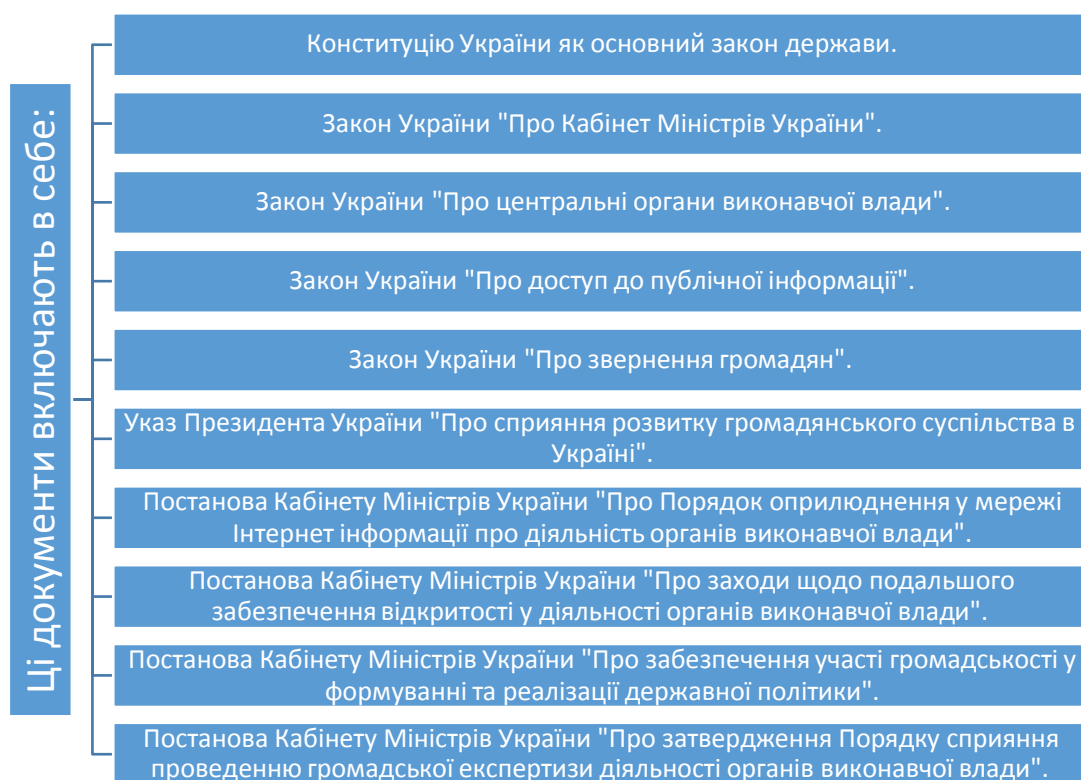 Ці документи включають в себе:
Конституцію України як основний закон держави.
Закон України "Про Кабінет Міністрів України".
Закон України "Про центральні органи виконавчої влади".
Закон України "Про доступ до публічної інформації".
Закон України "Про звернення громадян".
Указ Президента України "Про сприяння розвитку громадянського суспільства в
Україні".
Постанова Кабінету Міністрів України "Про Порядок оприлюднення у мережі
Інтернет інформації про діяльність органів виконавчої влади".
Постанова Кабінету Міністрів України "Про заходи щодо подальшого
забезпечення відкритості у діяльності органів виконавчої влади".
Постанова Кабінету Міністрів України "Про забезпечення участі громадськості у
формуванні та реалізації державної політики".
Постанова Кабінету Міністрів України "Про затвердження Порядку сприяння
проведенню громадської експертизи діяльності органів виконавчої влади".